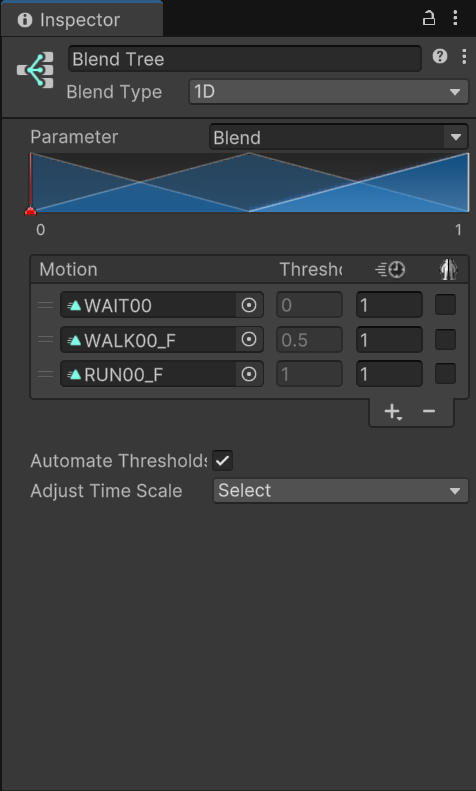 Inspector
Blend Tree
Blend Type 1D
Parameter Blend
0 1
Motion Thresh
WAIT00 0 1
WALK00_F 0.5 1
RUN00_F 1 1
Automate Thresholds
Adjust Time Scale Select